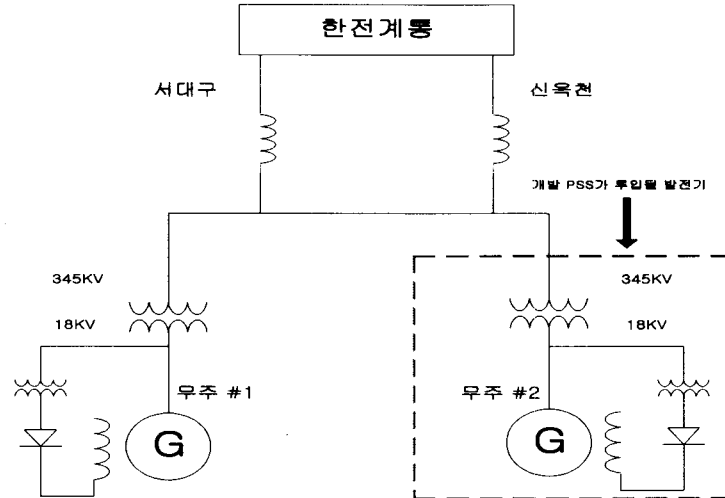 한전계통
서대구
신옥천
개발 PSS가 투입될 발전기
345KV
345KV
18KV
18KV
무주 #1
무주 #2
G
G